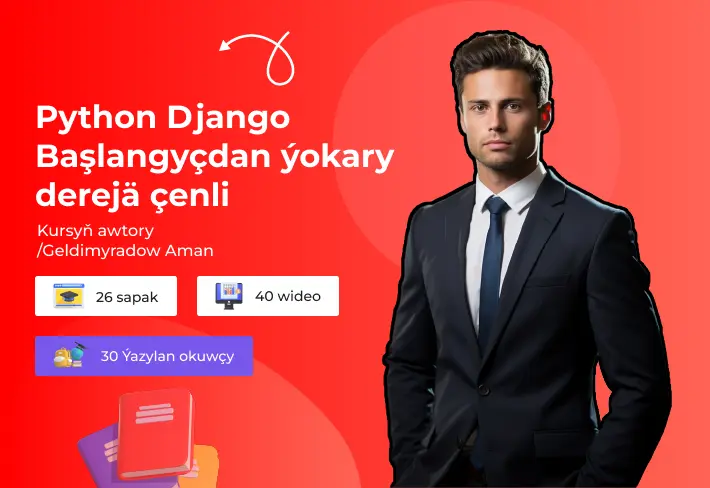 Python Django
Başlangyçdan ýokary
derejä çenli
Kursyň awtory
/Geldimyradow Aman
26 sapak
40 wideo
30 Ýazylan okuwçy